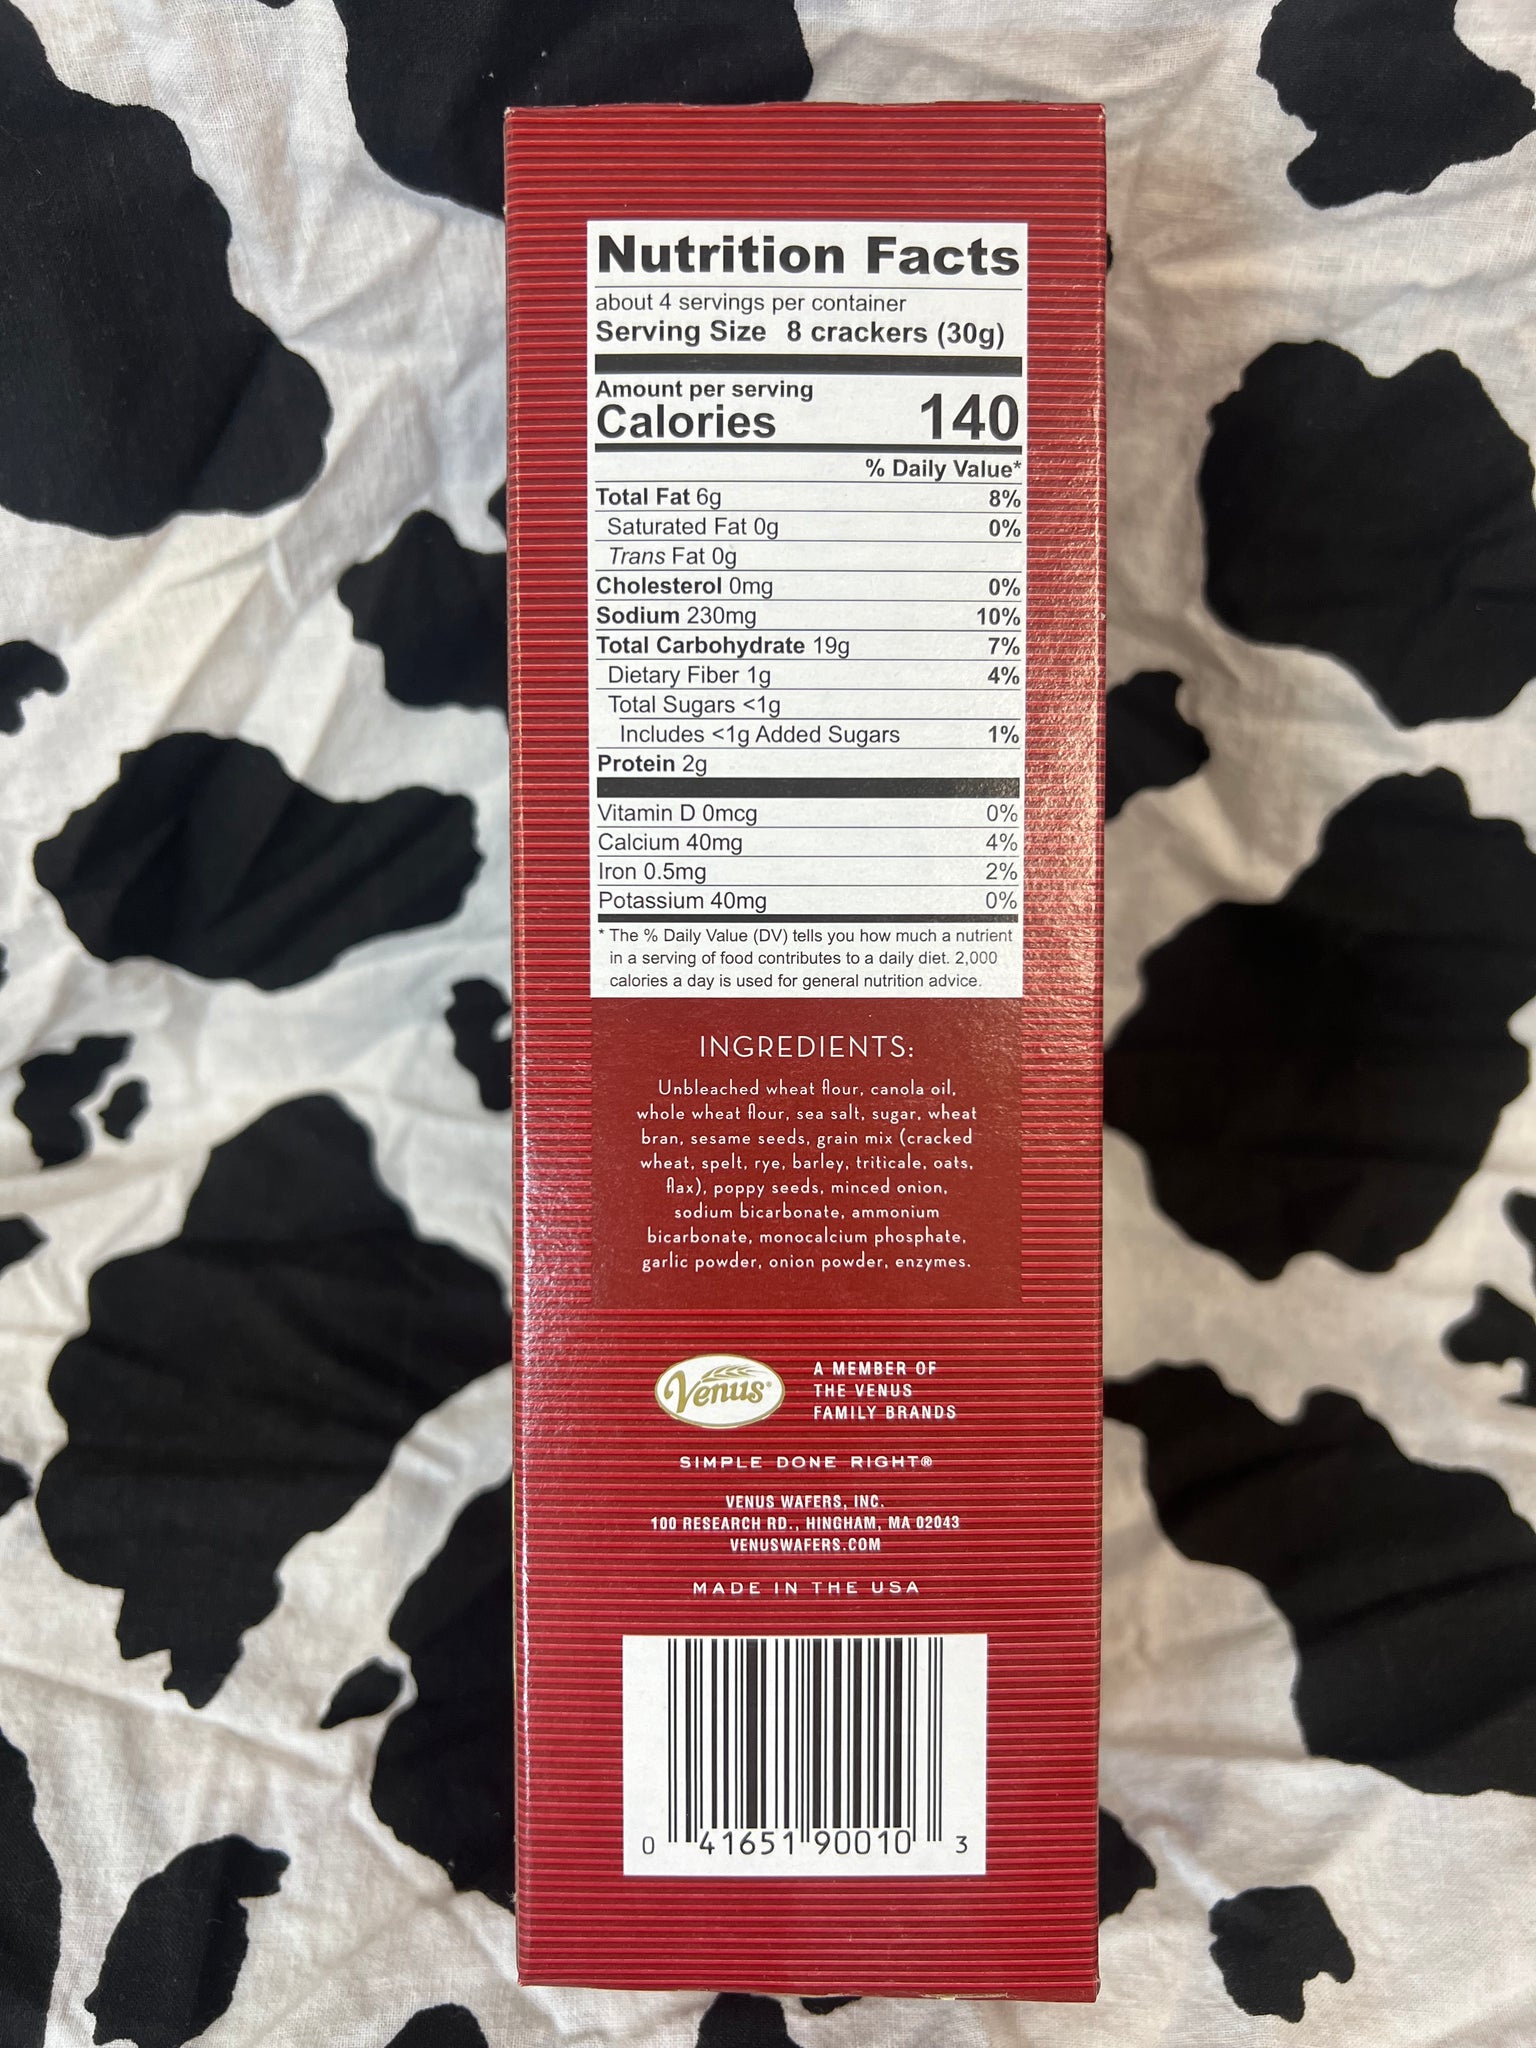 Nutrition Facts
about 4 servings per container
Serving Size 8 crackers (30g)
Amount per serving
Calories 140
% Daily Value*
Total Fat 6g 8%
Saturated Fat 0g 0%
Trans Fat 0g
Cholesterol 0mg 0%
Sodium 230mg 10%
Total Carbohydrate 19g 7%
Dietary Fiber 1g 4%
Total Sugars <1g
Includes <1g Added Sugars 1%
Protein 2g
Vitamin D 0mcg 0%
Calcium 40mg 4%
Iron 0.5mg 2%
Potassium 40mg 0%
* The % Daily Value (DV) tells you how much a nutrient
in a serving of food contributes to a daily diet. 2,000
calories a day is used for general nutrition advice.
INGREDIENTS:
Unbleached wheat flour, canola oil,
whole wheat flour, sea salt, sugar, wheat
bran, sesame seeds, grain mix (cracked
wheat, spelt, rye, barley, triticale, oats,
flax), poppy seeds, minced onion,
sodium bicarbonate, ammonium
bicarbonate, monocalcium phosphate,
garlic powder, onion powder, enzymes.
Venus®
A MEMBER OF
THE VENUS
FAMILY BRANDS
SIMPLE DONE RIGHT®
VENUS WAFERS, INC.
100 RESEARCH RD., HINGHAM, MA 02043
VENUSWAFERS.COM
MADE IN THE USA
0 41651 90010 3